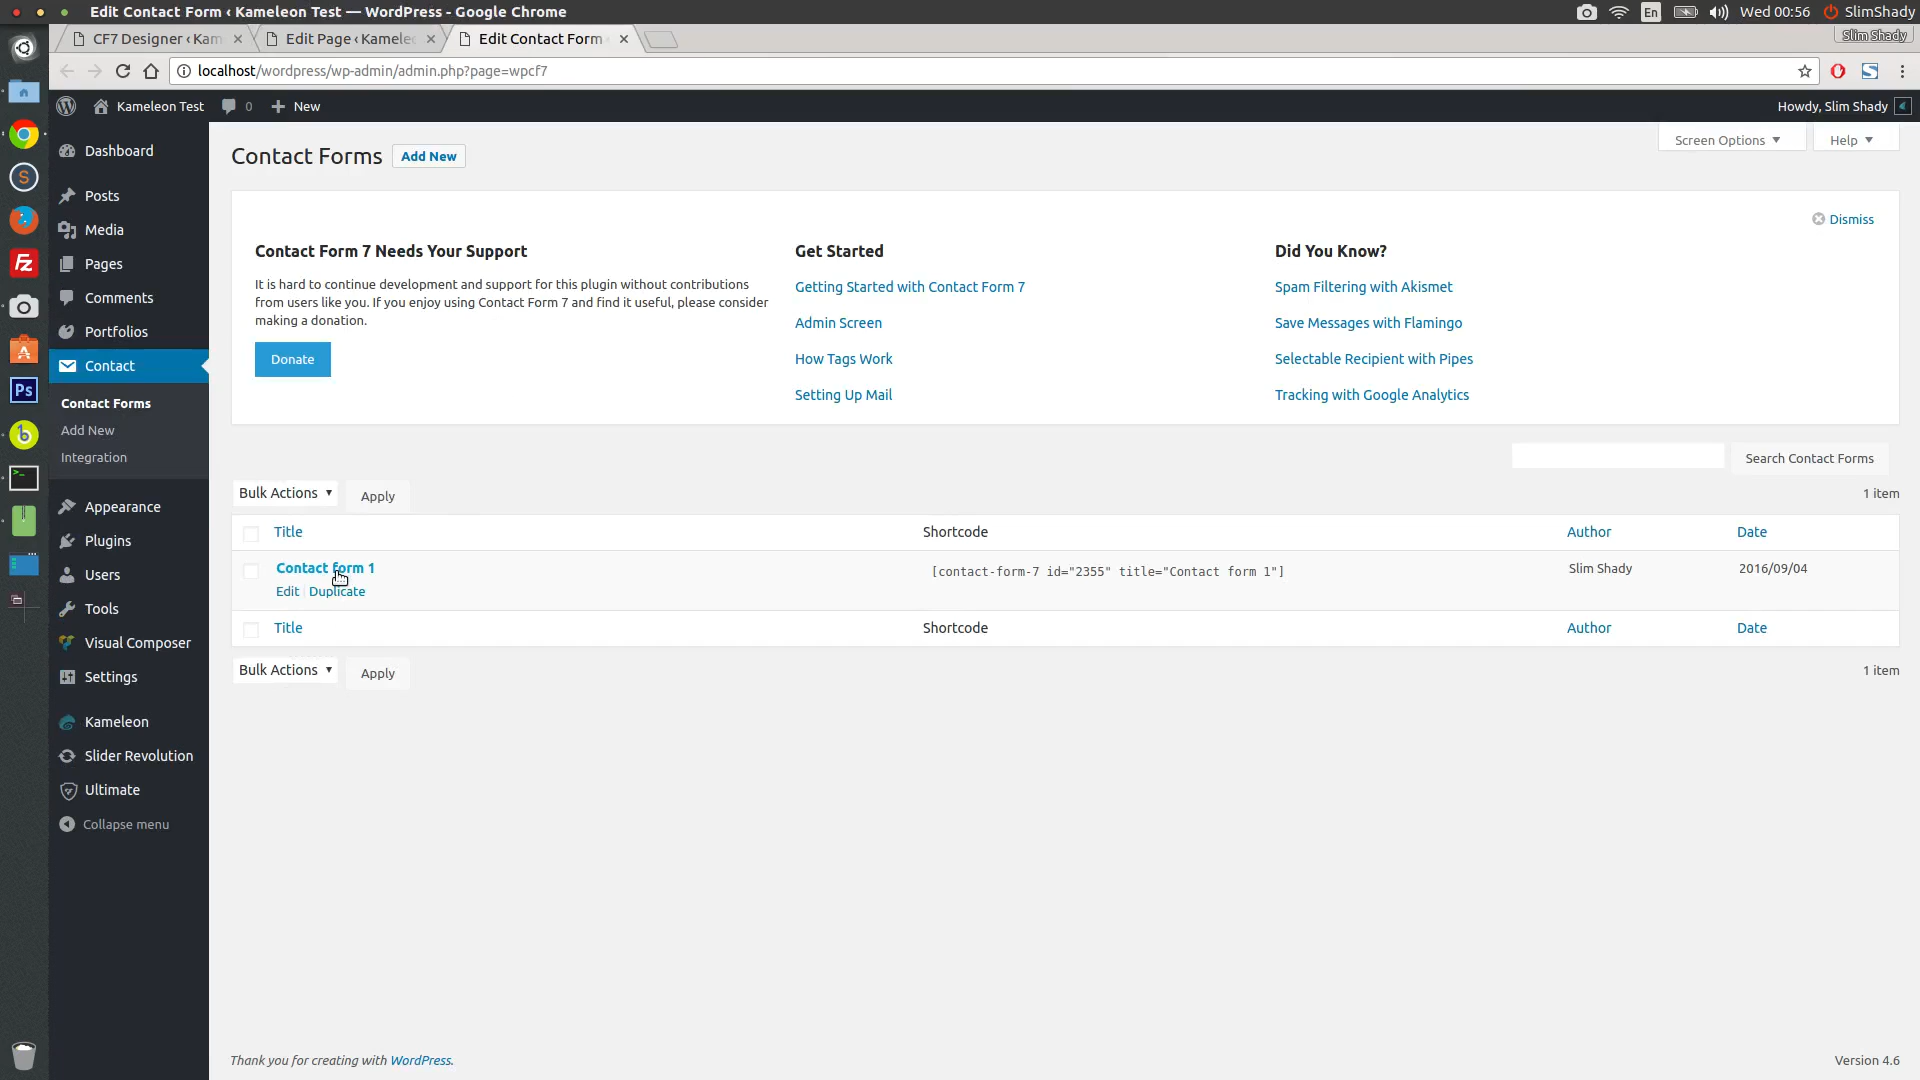 Edit Contact Form ‹ Kameleon Test — WordPress - Google Chrome
En
Wed 00:56
SlimShady
CF7 Designer ‹ Kam
Edit Page ‹ Kamele
Edit Contact Form
Slim Shady
localhost/wordpress/wp-admin/admin.php?page=wpcf7
Kameleon Test
0
New
Howdy, Slim Shady
Dashboard
Posts
Media
Pages
Comments
Portfolios
Contact
Contact Forms
Add New
Integration
Appearance
Plugins
Users
Tools
Visual Composer
Settings
Kameleon
Slider Revolution
Ultimate
Collapse menu
S
Fz
A
Ps
b
>_
Contact Forms
Add New
Screen Options
Help
Dismiss
Contact Form 7 Needs Your Support
It is hard to continue development and support for this plugin without contributions
from users like you. If you enjoy using Contact Form 7 and find it useful, please consider
making a donation.
Donate
Get Started
Getting Started with Contact Form 7
Admin Screen
How Tags Work
Setting Up Mail
Did You Know?
Spam Filtering with Akismet
Save Messages with Flamingo
Selectable Recipient with Pipes
Tracking with Google Analytics
Search Contact Forms
Bulk Actions
Apply
1 item
Title
Shortcode
Author
Date
Contact form 1
Edit | Duplicate
[contact-form-7 id="2355" title="Contact form 1"]
Slim Shady
2016/09/04
Title
Shortcode
Author
Date
Bulk Actions
Apply
1 item
Thank you for creating with WordPress.
Version 4.6